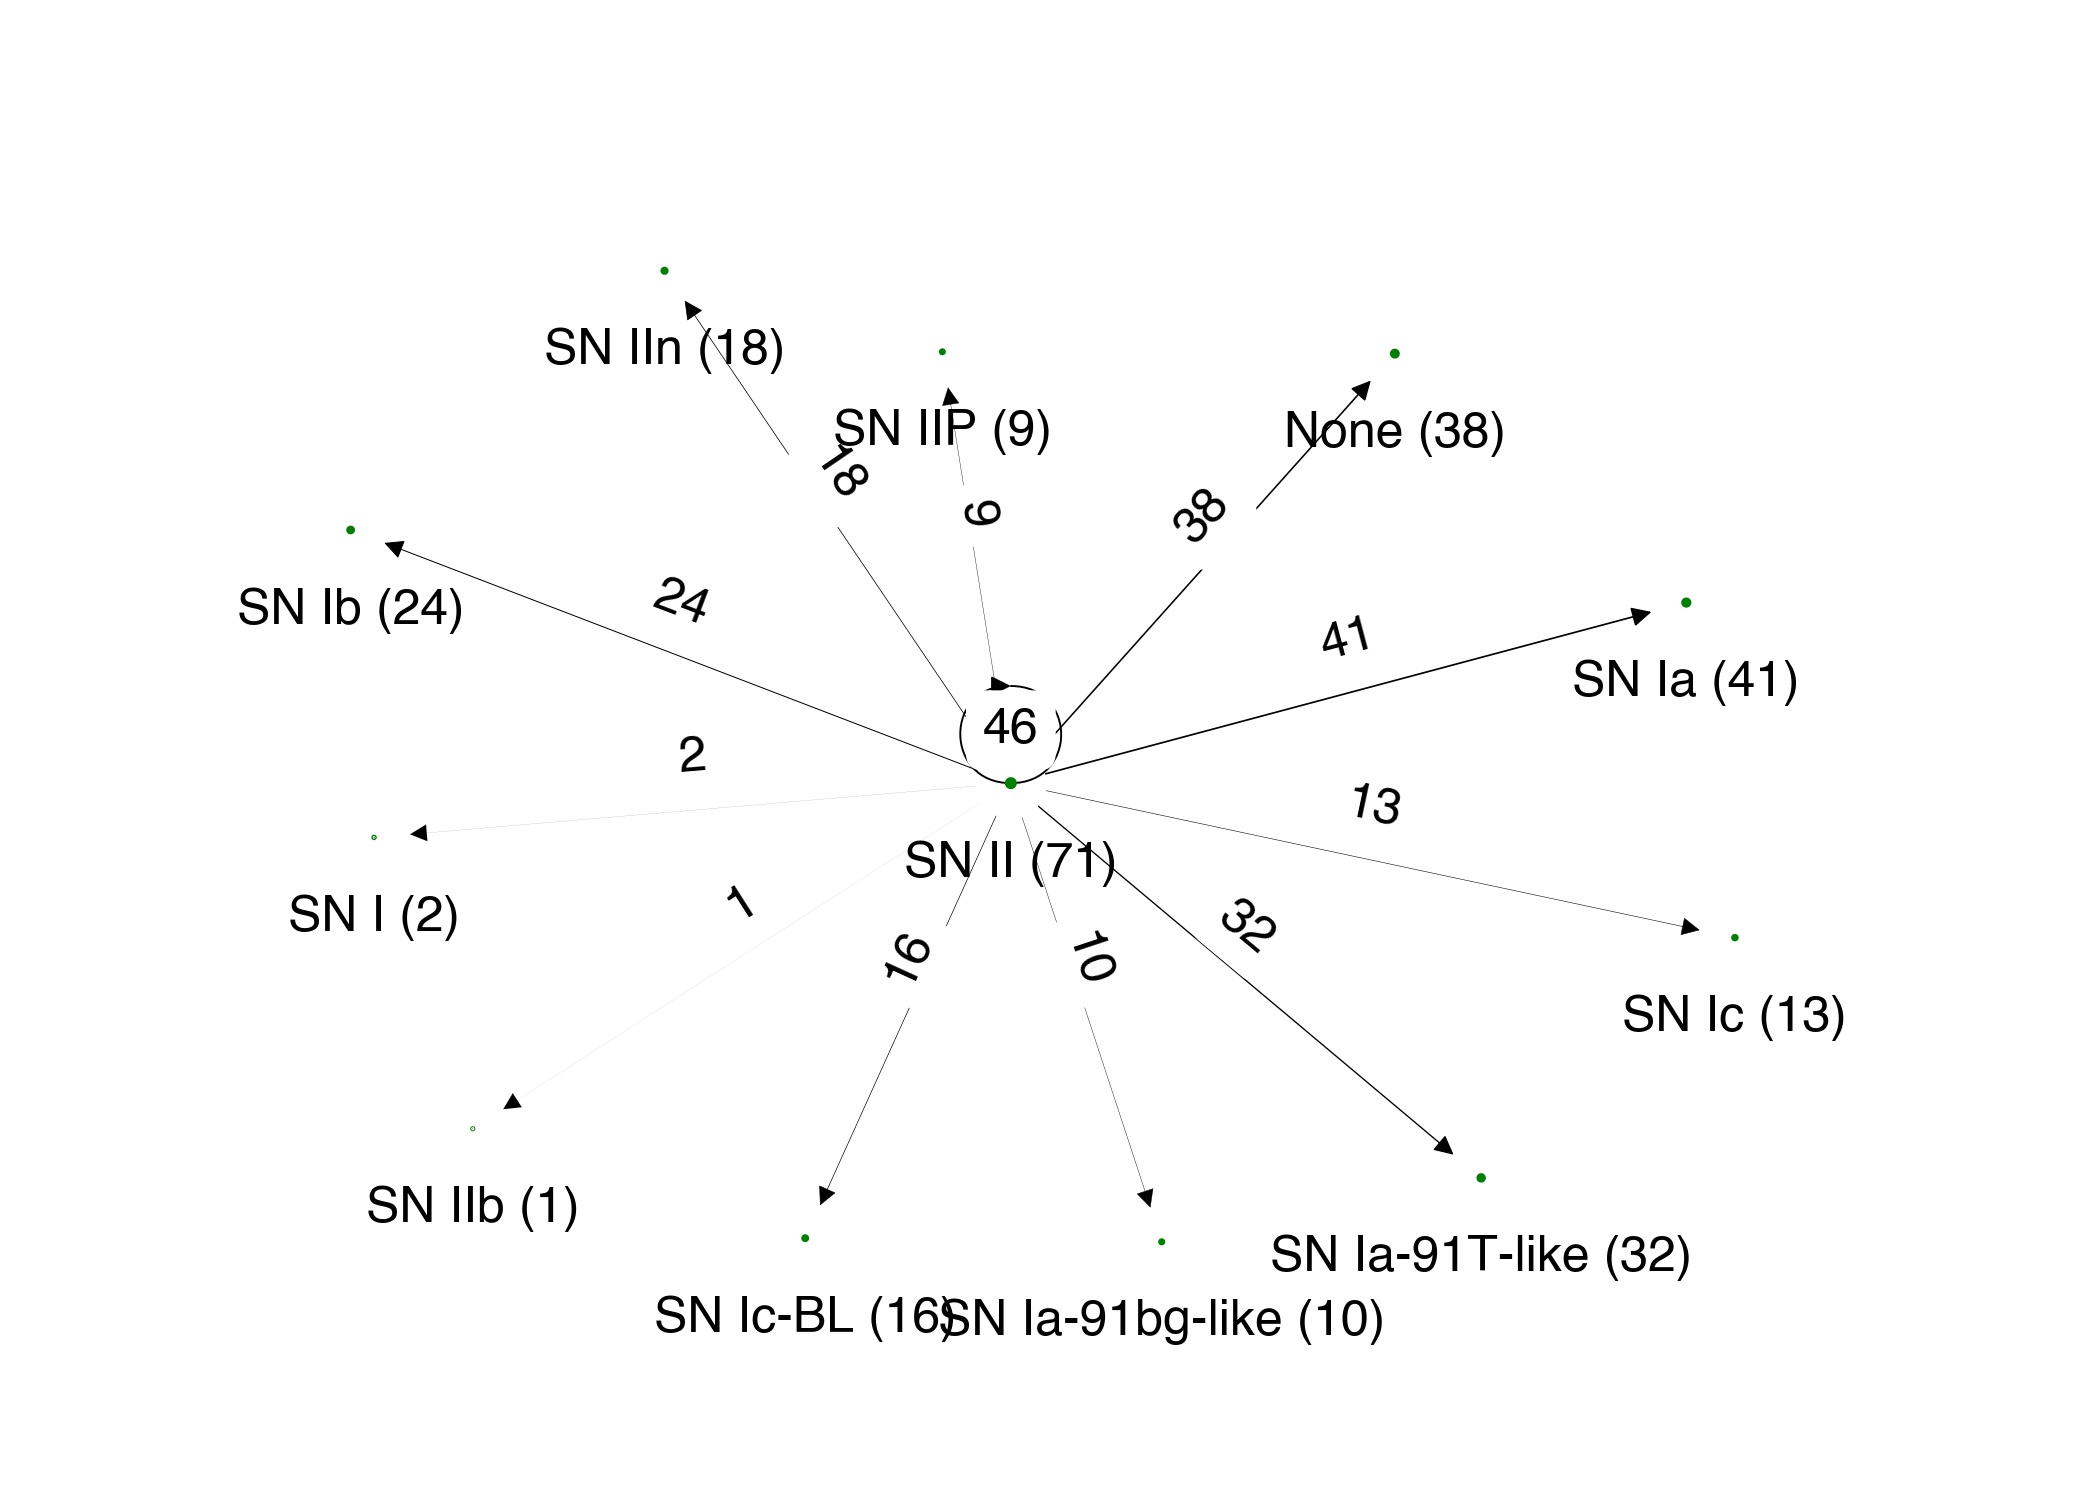 SN IIn (18)
SN IIP (9)
None (38)
18
9
38
24
SN Ib (24)
41
SN Ia (41)
46
2
13
SN II (71)
SN I (2)
1
16
10
32
SN Ic (13)
SN IIb (1)
SN Ia-91T-like (32)
SN Ic-BL (16)
SN Ia-91bg-like (10)